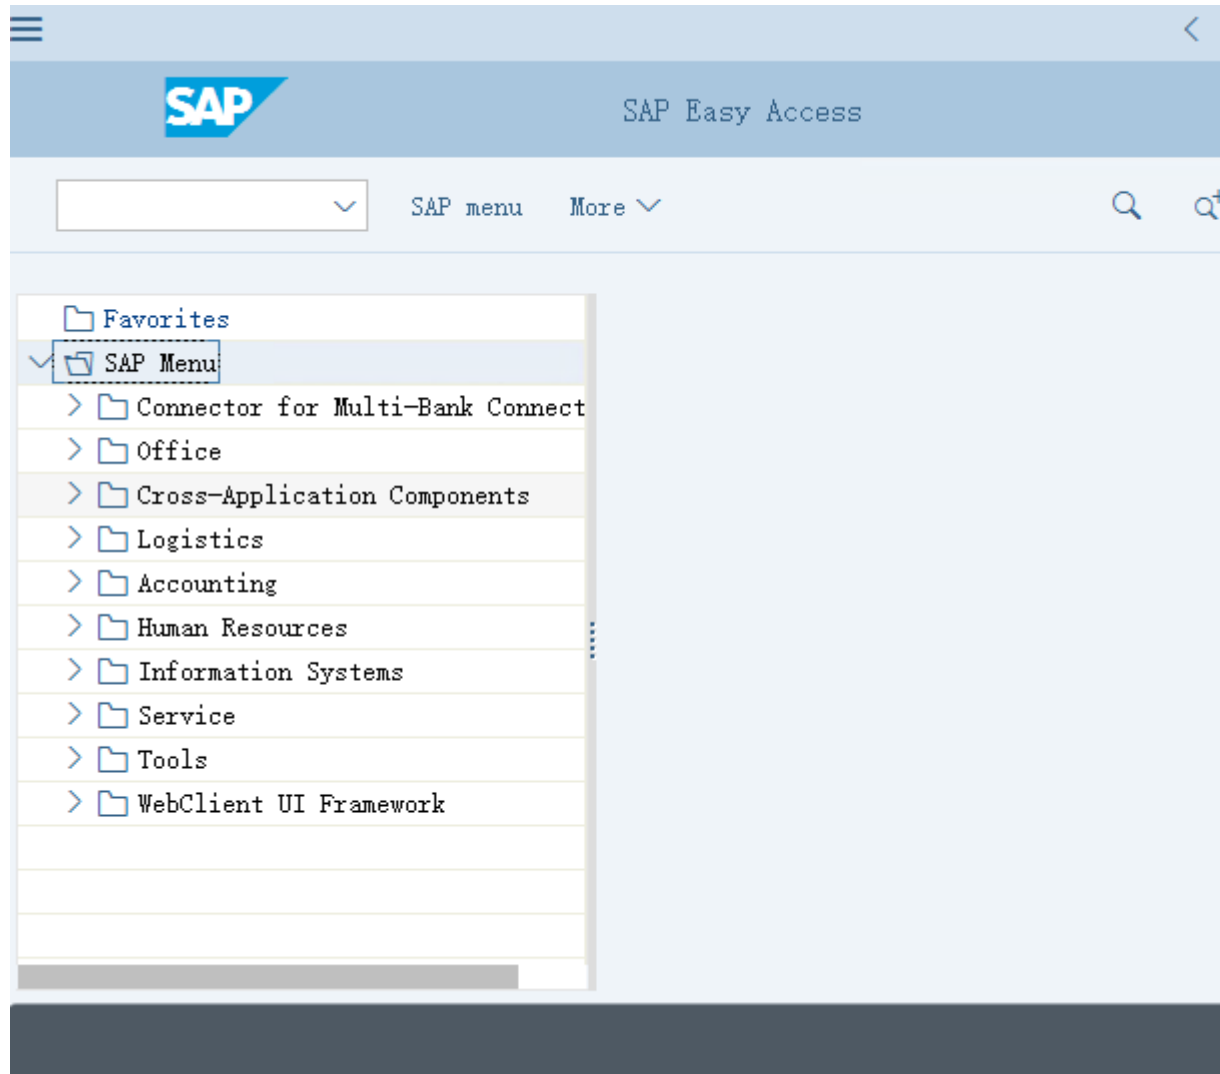 SAP
SAP Easy Access
SAP menu More
Favorites
SAP Menu
Connector for Multi-Bank Connect
Office
Cross-Application Components
Logistics
Accounting
Human Resources
Information Systems
Service
Tools
WebClient UI Framework